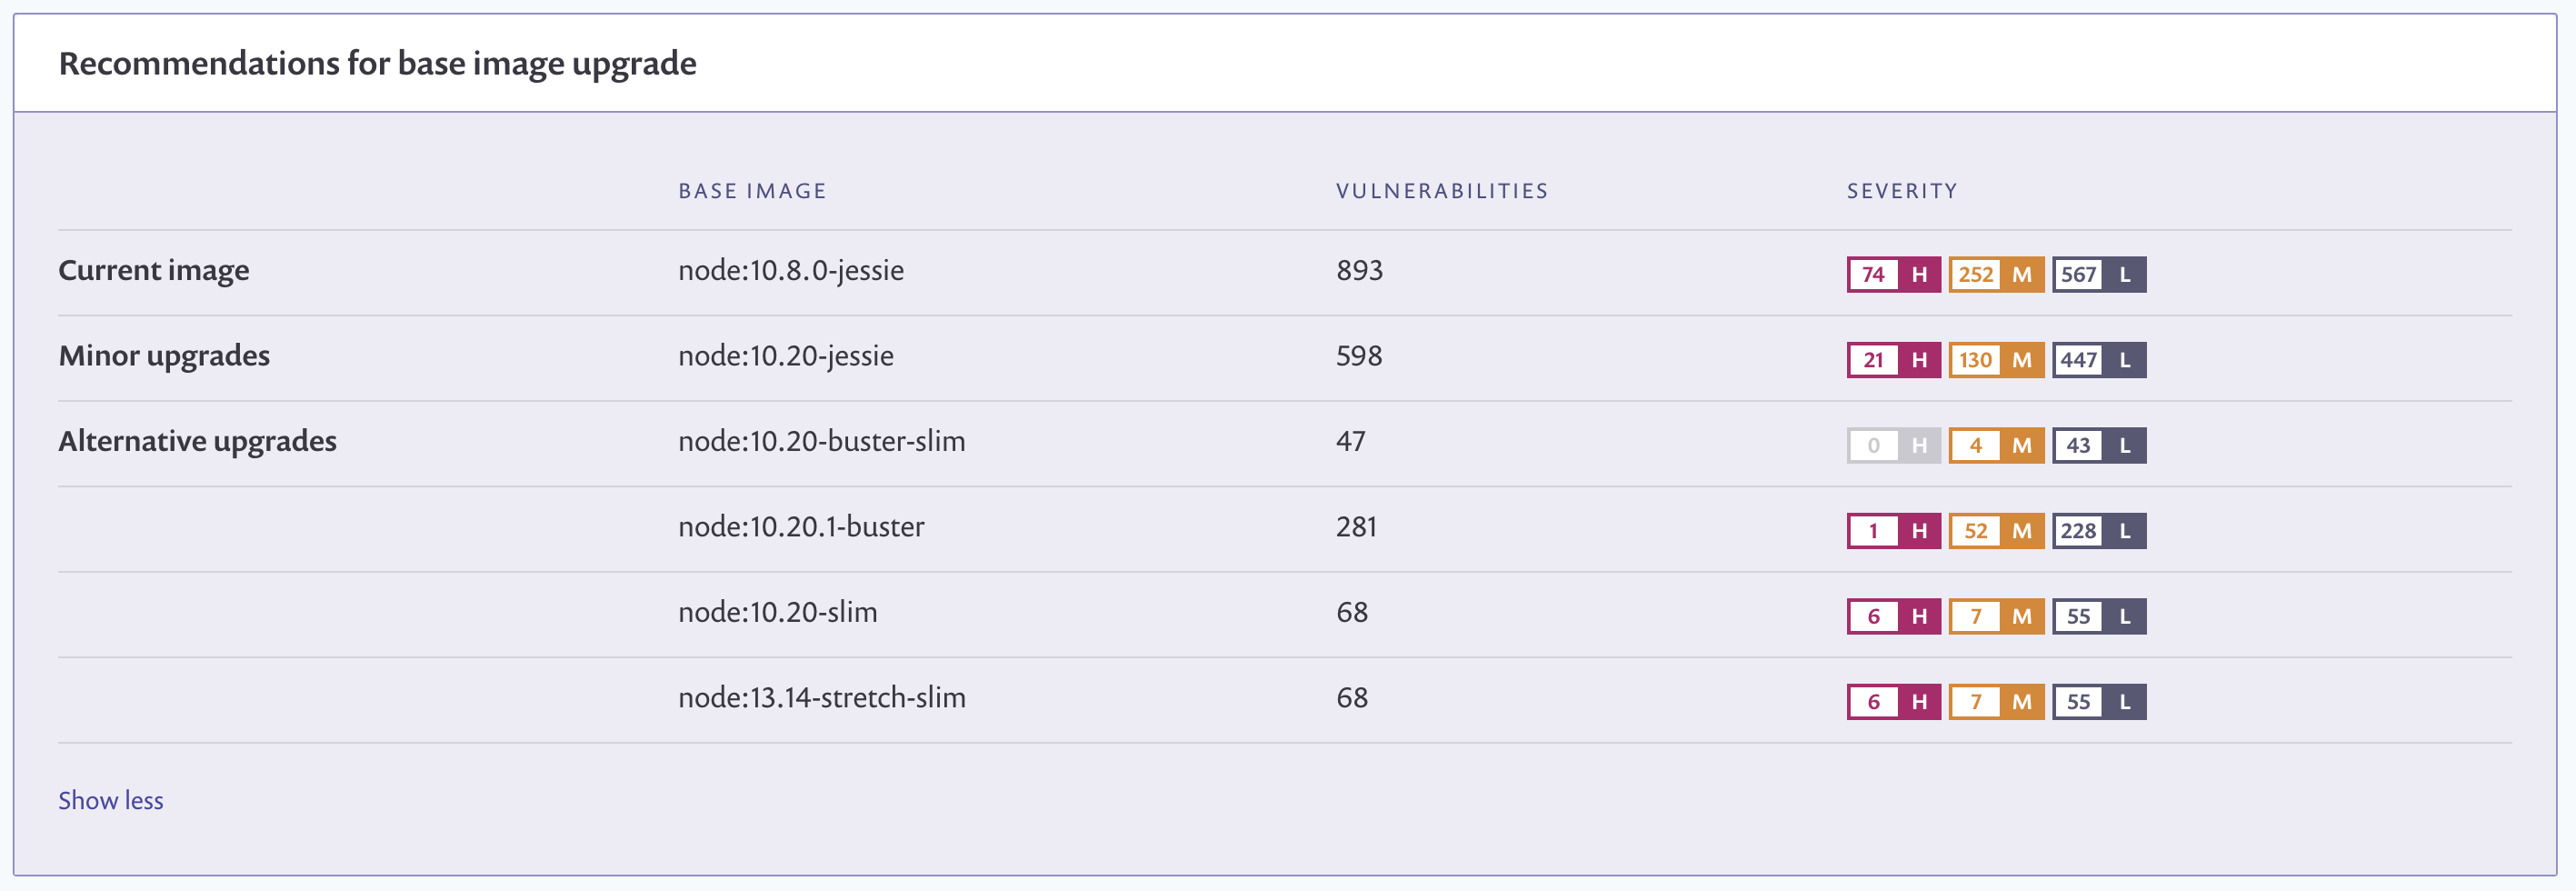 Recommendations for base image upgrade
BASE IMAGE VULNERABILITIES SEVERITY
Current image node:10.8.0-jessie 893 74 H 252 M 567 L
Minor upgrades node:10.20-jessie 598 21 H 130 M 447 L
Alternative upgrades node:10.20-buster-slim 47 0 H 4 M 43 L
node:10.20.1-buster 281 1 H 52 M 228 L
node:10.20-slim 68 6 H 7 M 55 L
node:13.14-stretch-slim 68 6 H 7 M 55 L
Show less